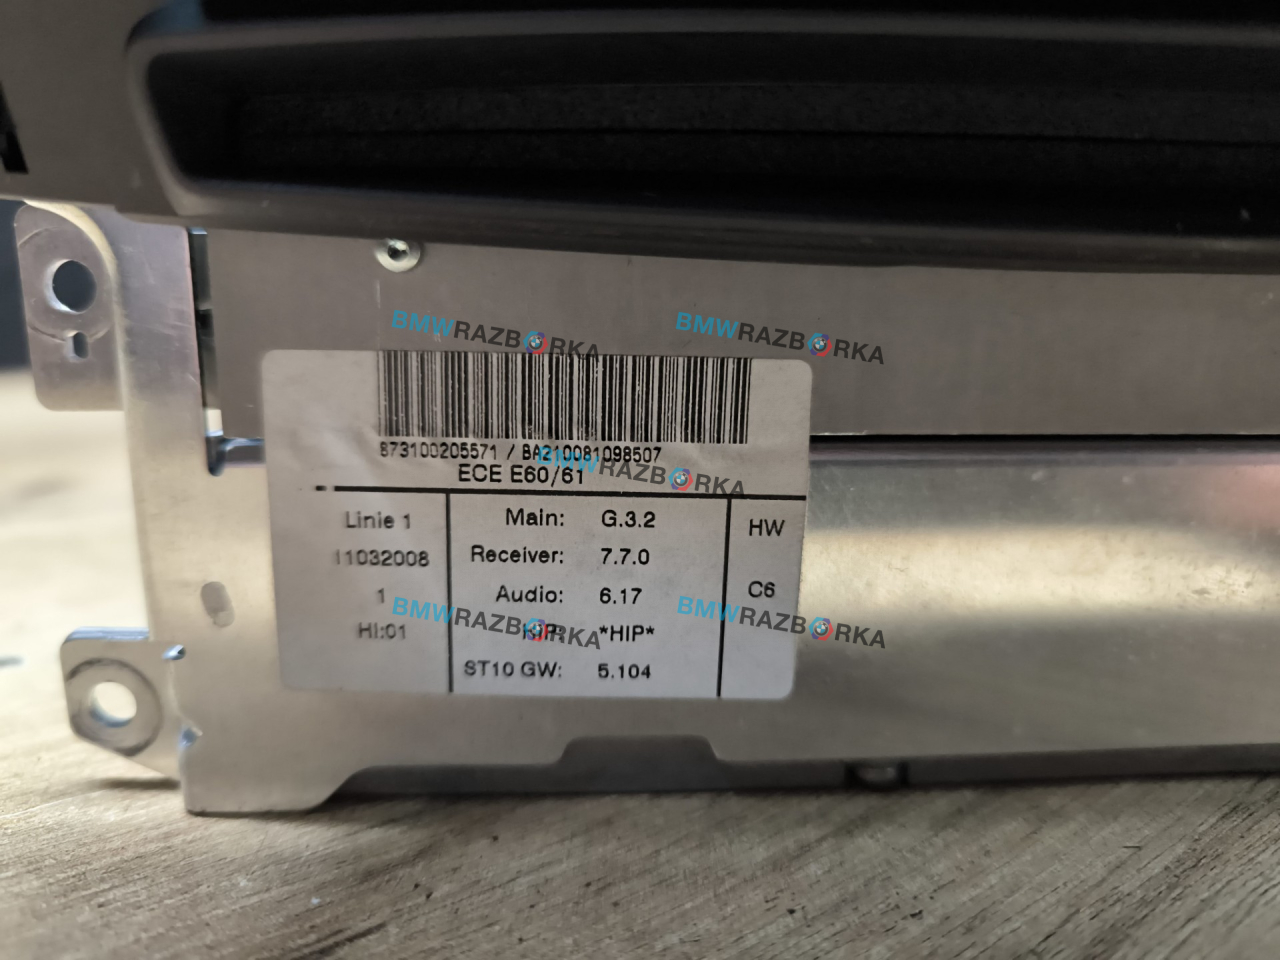 BMWRAZBORKA
BMWRAZBORKA
873100205571 / BA210081098507
BMWRAZBORKA
ECE E60/61
Linie 1
11032008
1
HI:01
Main: G.3.2
Receiver: 7.7.0
Audio: 6.17
HIP: *HIP*
ST10 GW: 5.104
HW
C6
BMWRAZBORKA
BMWRAZBORKA